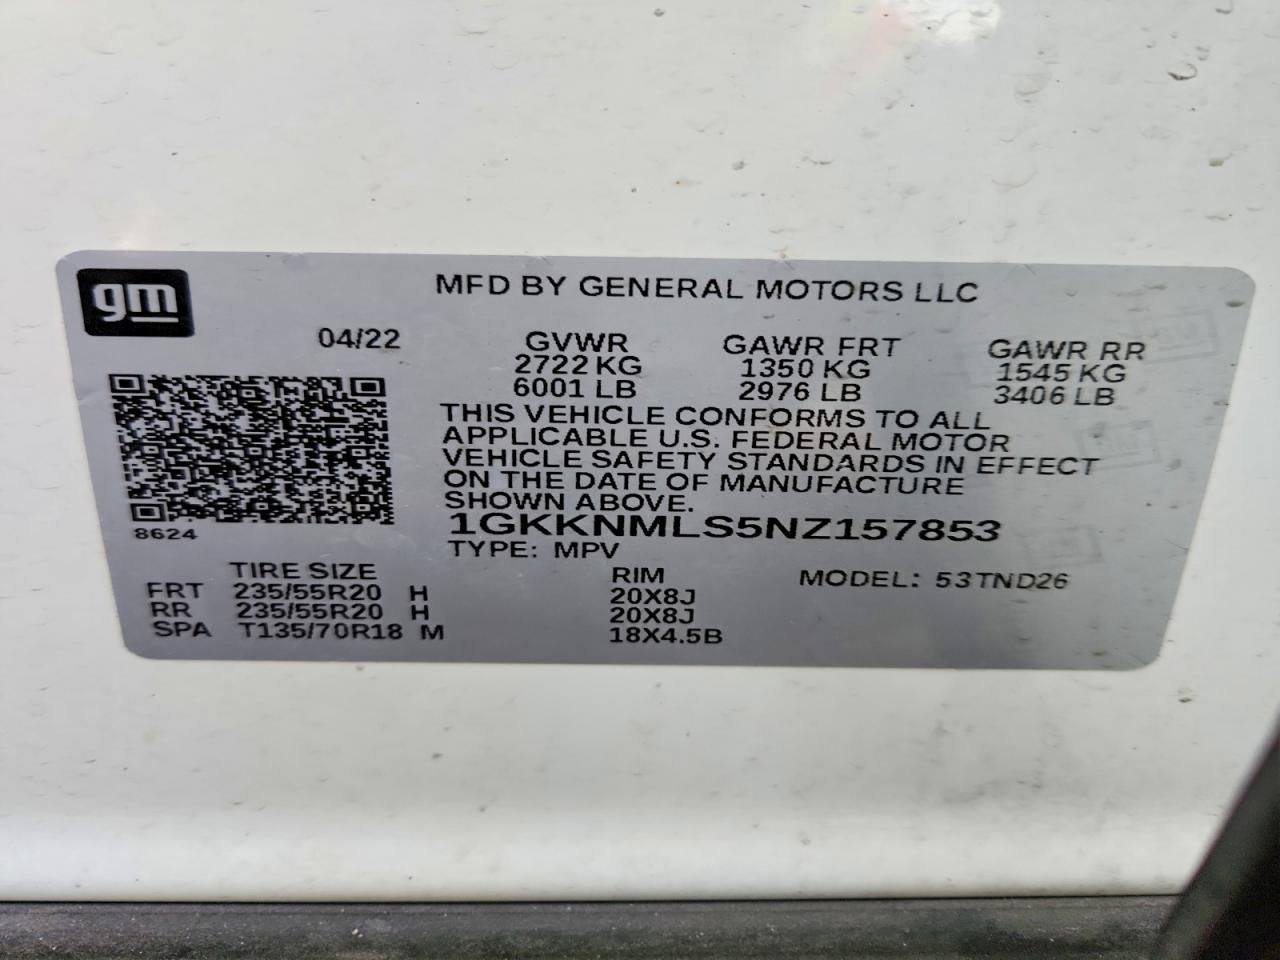 gm
MFD BY GENERAL MOTORS LLC
04/22 GVWR GAWR FRT GAWR RR
2722 KG 1350 KG 1545 KG
6001 LB 2976 LB 3406 LB
THIS VEHICLE CONFORMS TO ALL
APPLICABLE U.S. FEDERAL MOTOR
VEHICLE SAFETY STANDARDS IN EFFECT
ON THE DATE OF MANUFACTURE
SHOWN ABOVE.
8624
1GKKNMLS5NZ157853
TYPE: MPV
TIRE SIZE RIM MODEL: 53TND26
FRT 235/55R20 H 20X8J
RR 235/55R20 H 20X8J
SPA T135/70R18 M 18X4.5B